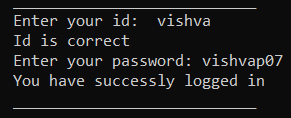 Enter your id:  vishva
Id is correct
Enter your password: vishvap07
You have successly logged in